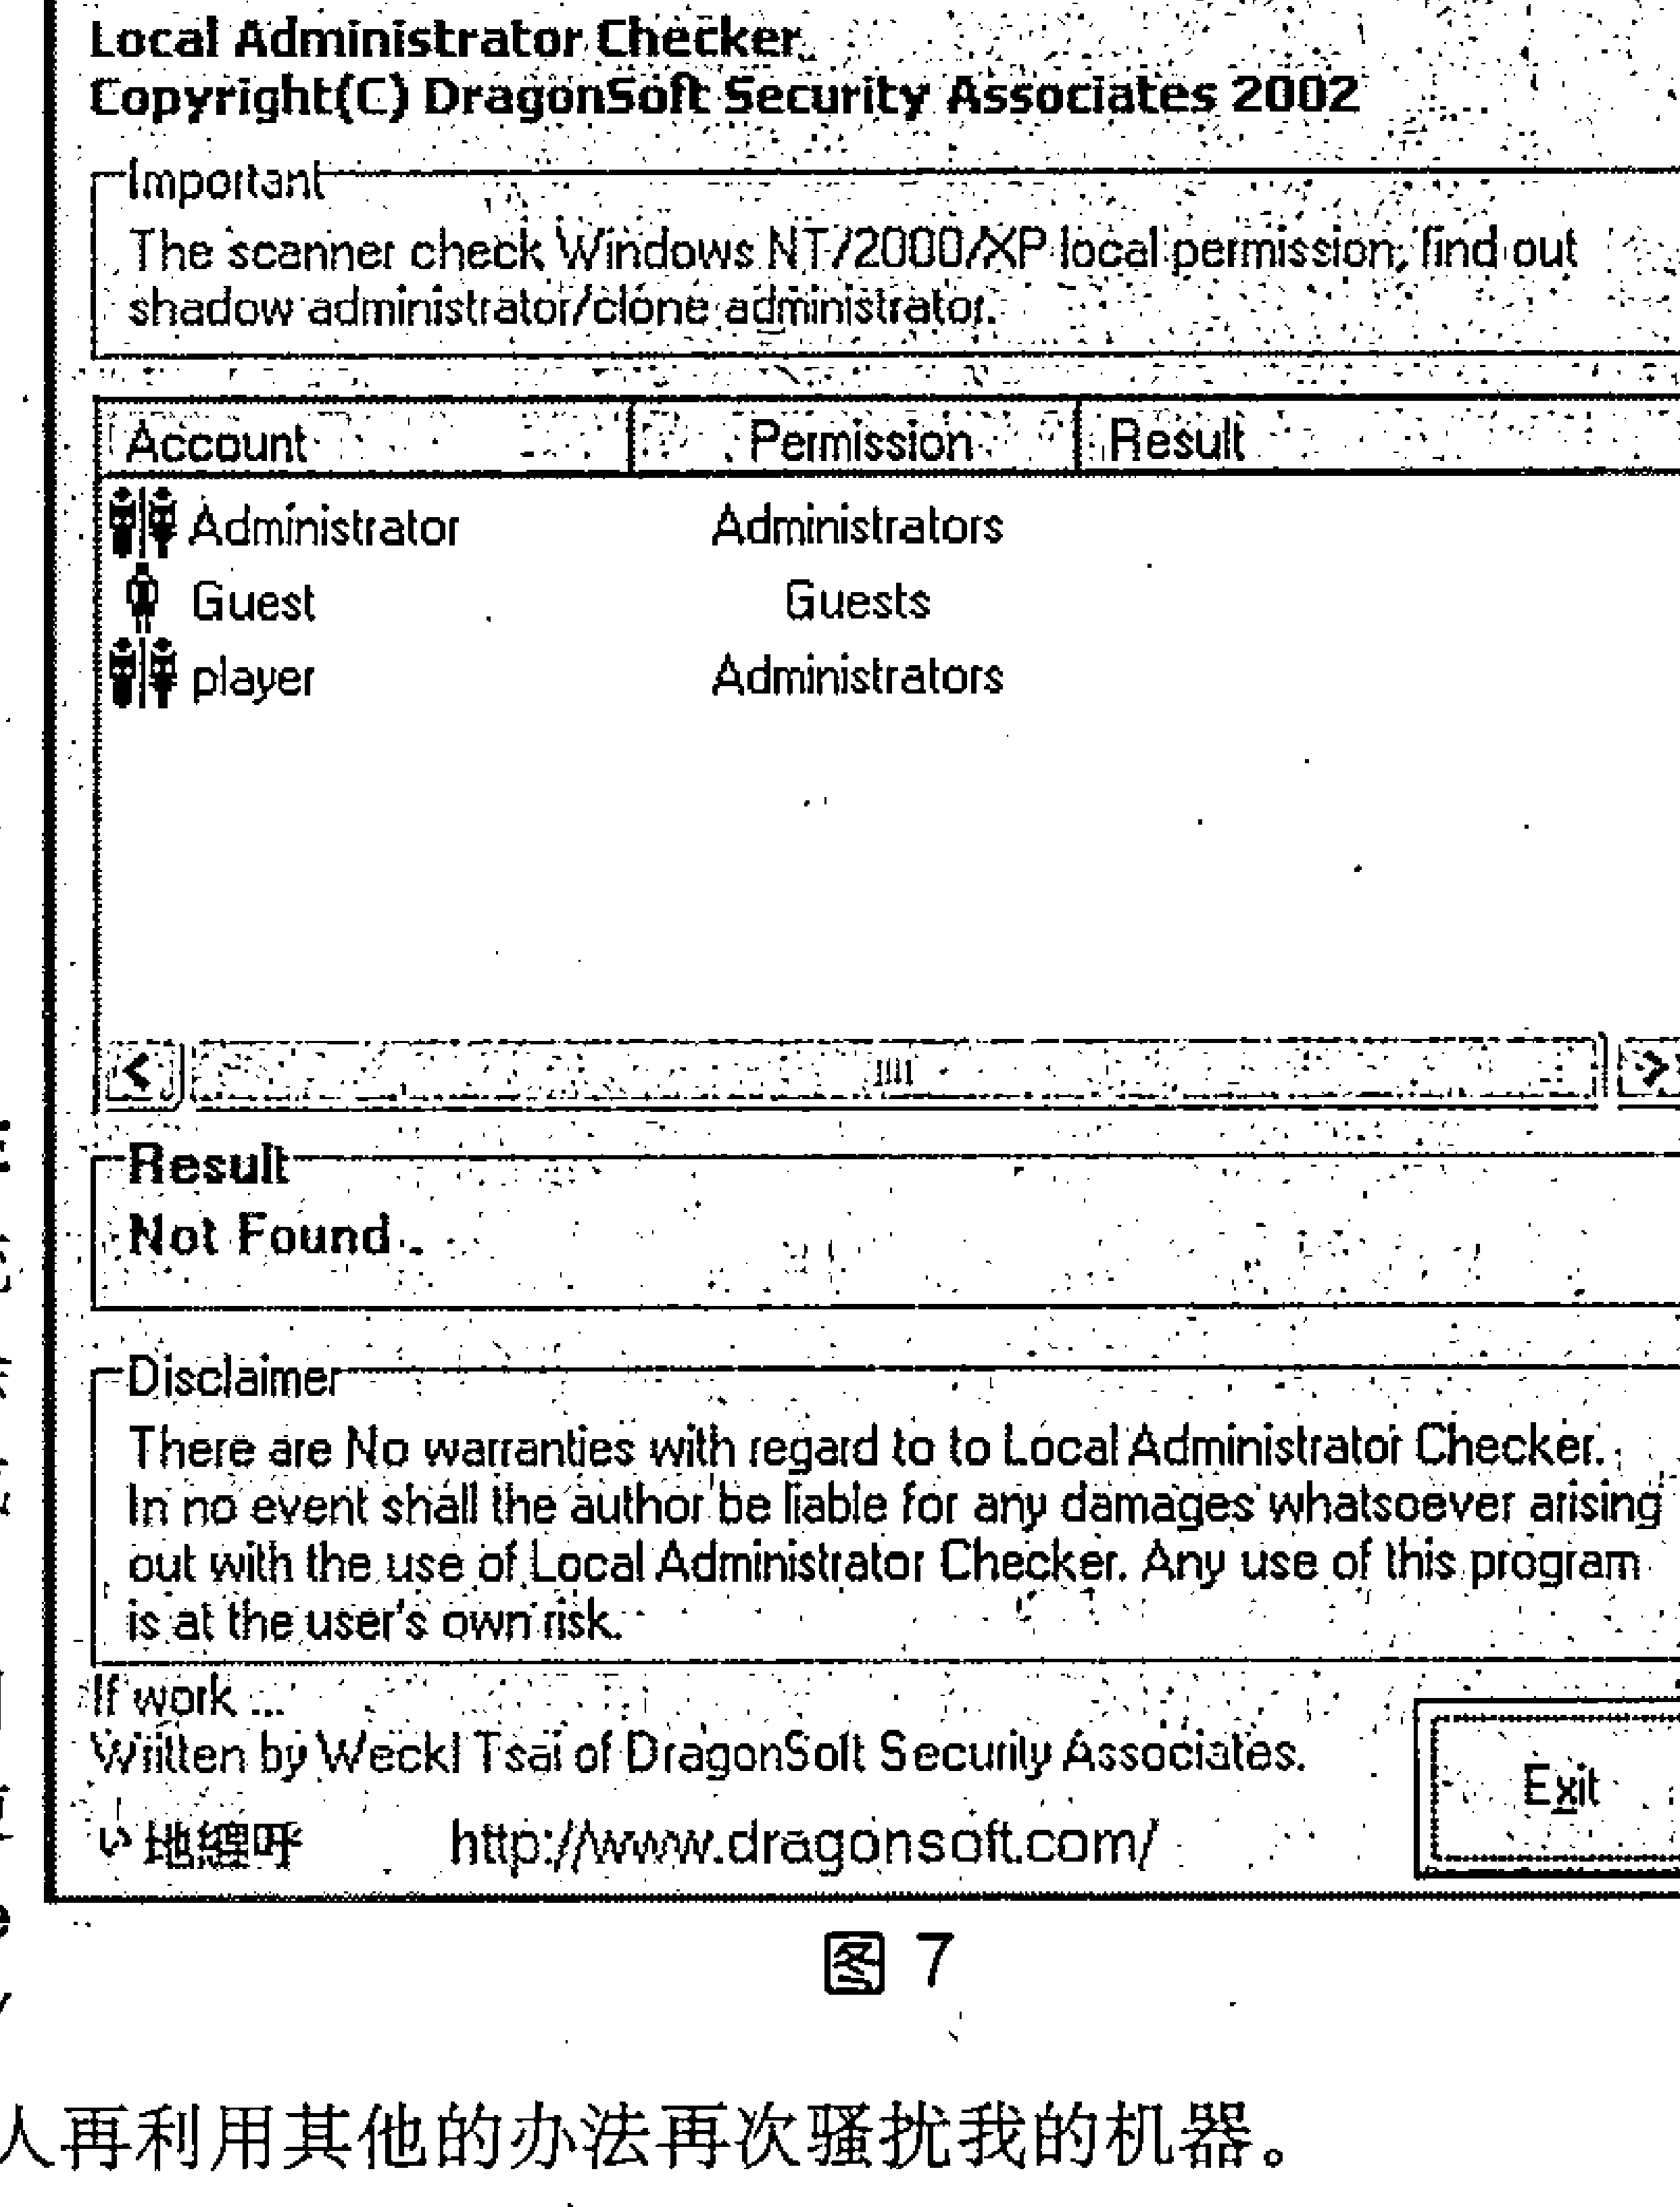 Local Administrator Checker
Copyright(C) DragonSoft Security Associates 2002
Important
The scanner check Windows NT/2000/XP local permission, find out
shadow administrator/clone administrator.
Account Permission Result
Administrator Administrators
Guest Guests
player Administrators
Result
Not Found .
Disclaimer
There are No warranties with regard to to Local Administrator Checker.
In no event shall the author be liable for any damages whatsoever arising
out with the use of Local Administrator Checker. Any use of this program
is at the user's own risk.
If work ...
Written by Weckl Tsai of DragonSoft Security Associates.
Exit
い地缠呼 http://www.dragonsoft.com/
图 7
人再利用其他的办法再次骚扰我的机器。